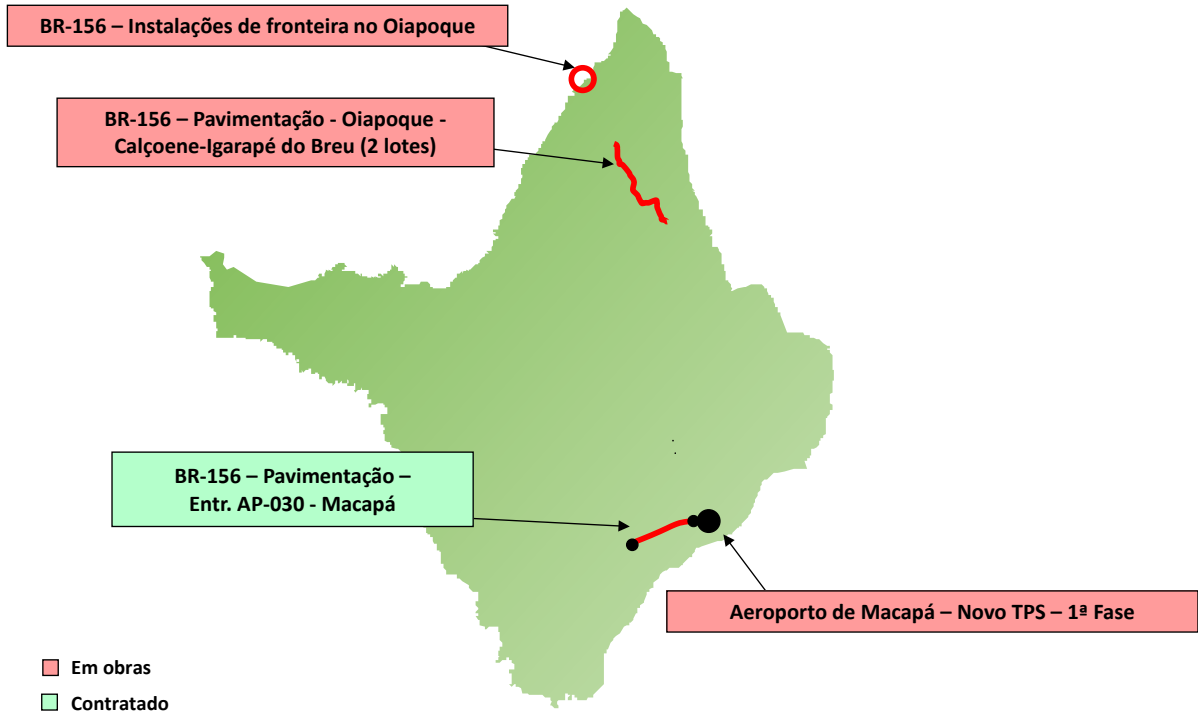 BR-156 – Instalações de fronteira no Oiapoque
BR-156 – Pavimentação - Oiapoque -
Calçoene-Igarapé do Breu (2 lotes)
BR-156 – Pavimentação –
Entr. AP-030 - Macapá
Aeroporto de Macapá – Novo TPS – 1ª Fase
Em obras
Contratado